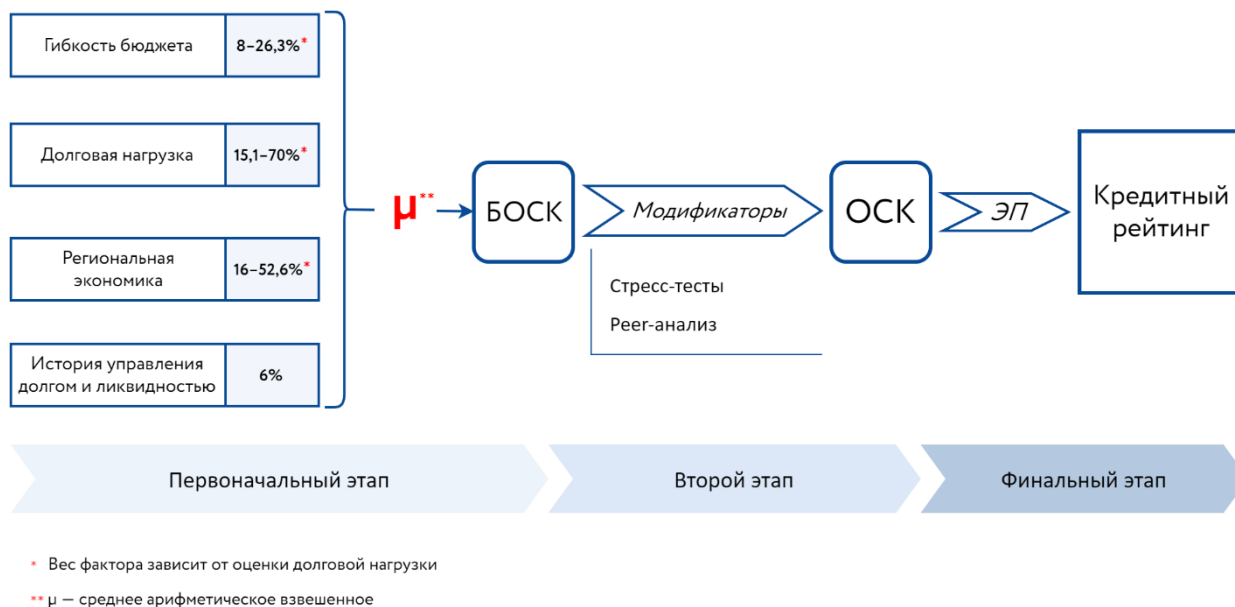 Гибкость бюджета
8–26,3%*
Долговая нагрузка
15,1–70%*
Региональная
экономика
16–52,6%*
История управления
долгом и ликвидностью
6%
μ**
БОСК
Модификаторы
Стресс-тесты
Peer-анализ
ОСК
ЭП
Кредитный
рейтинг
Первоначальный этап
Второй этап
Финальный этап
* Вес фактора зависит от оценки долговой нагрузки
** μ — среднее арифметическое взвешенное